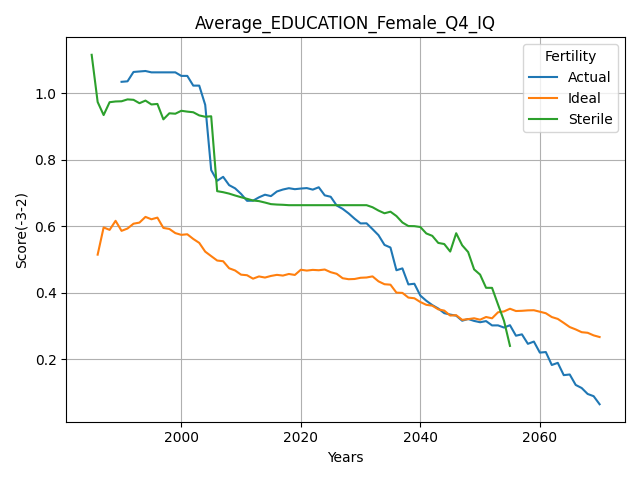 Average_EDUCATION_Female_Q4_IQ
Fertility
Actual
Ideal
Sterile
Score(-3-2)
1.0
0.8
0.6
0.4
0.2
2000
2020
2040
2060
Years